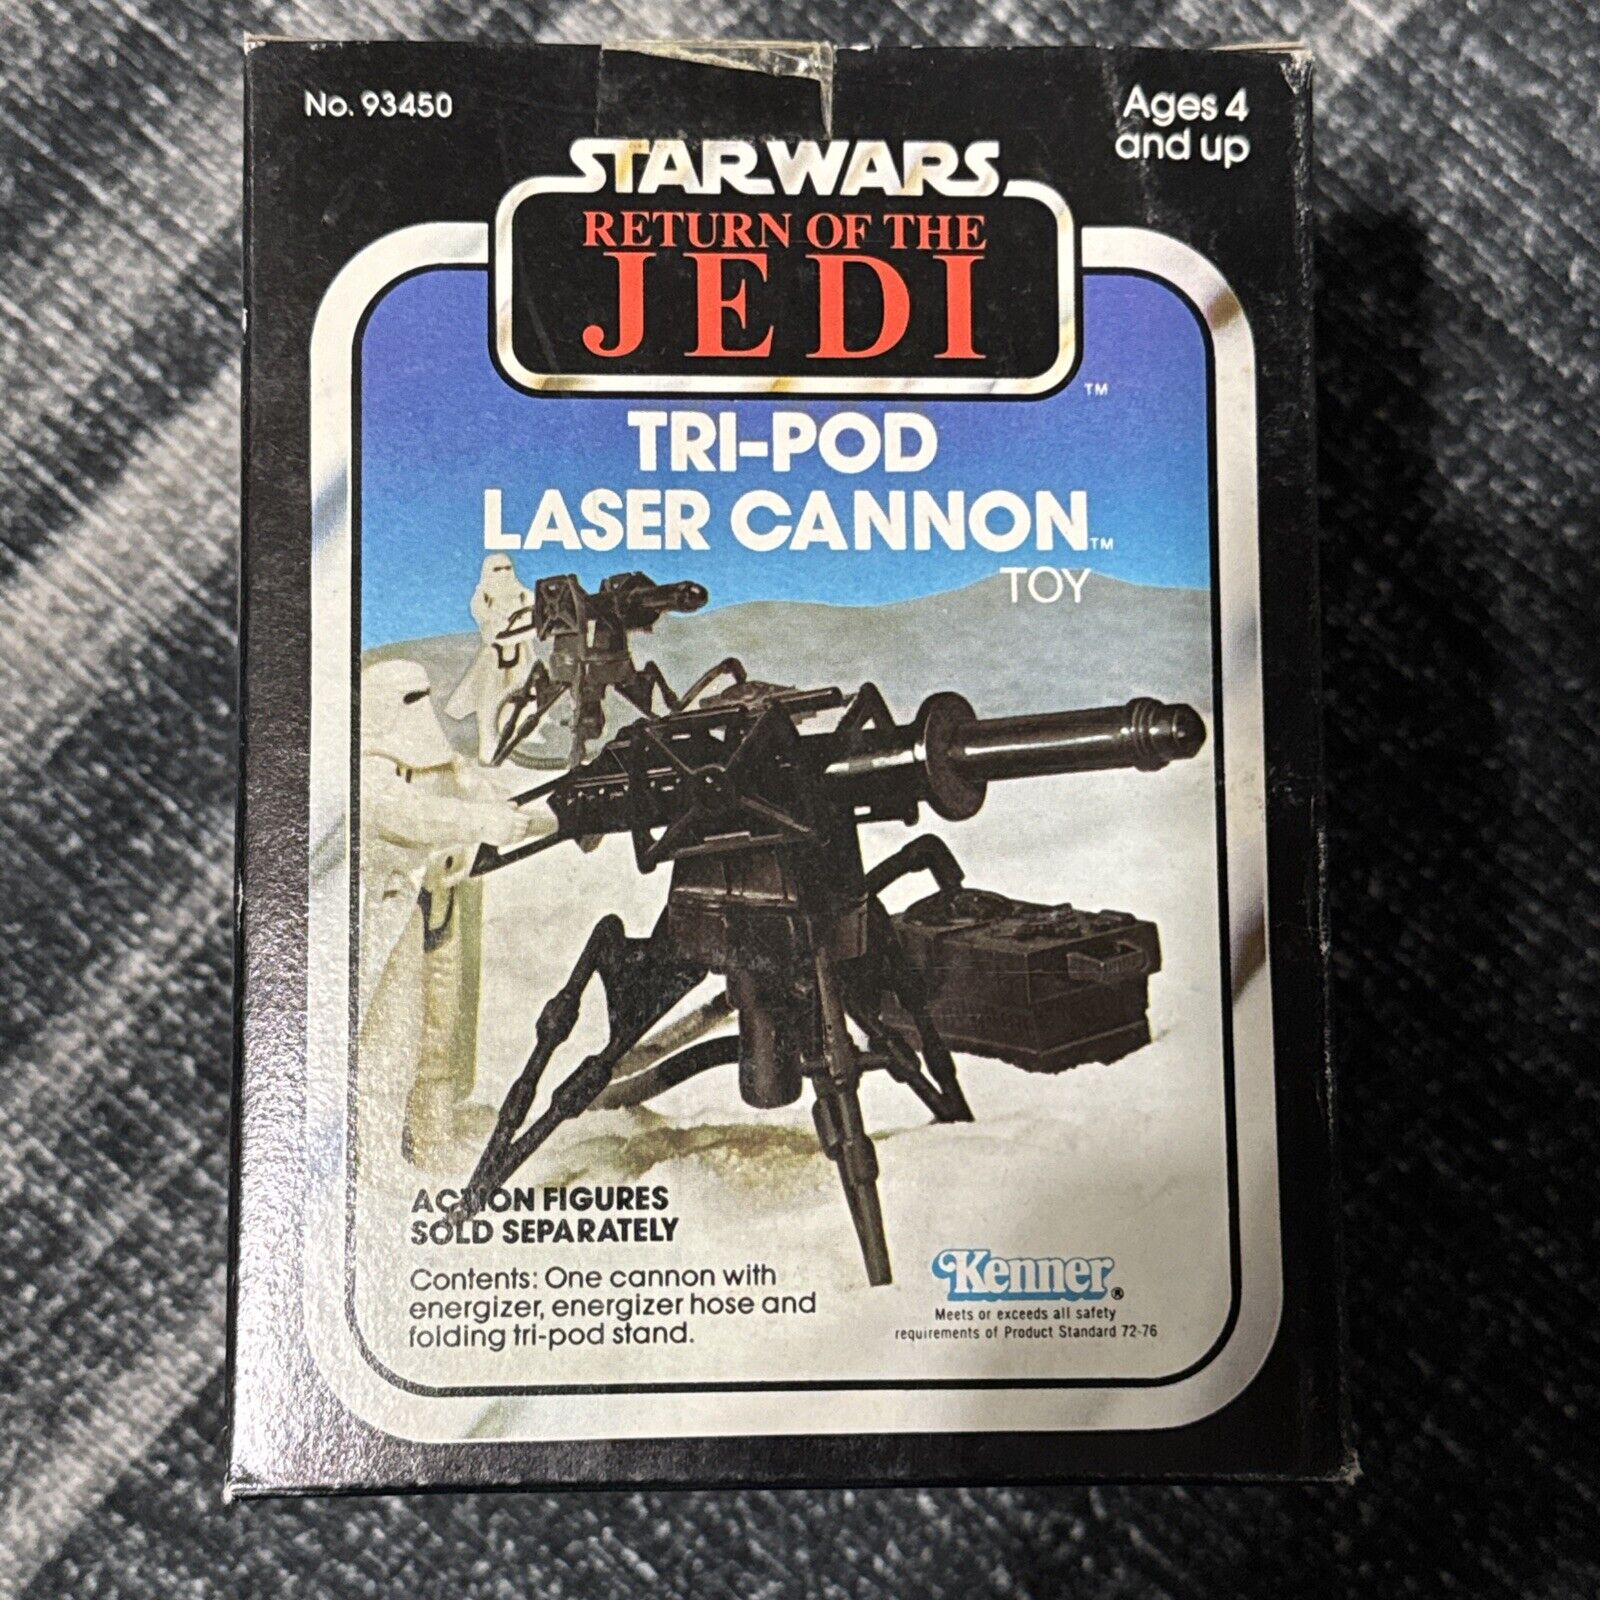 No. 93450
Ages 4
and up
STAR WARS
RETURN OF THE
JEDI
TM
TRI-POD
LASER CANNON TM
TOY
ACTION FIGURES
SOLD SEPARATELY
Contents: One cannon with
energizer, energizer hose and
folding tri-pod stand.
Kenner ®
Meets or exceeds all safety
requirements of Product Standard 72-76